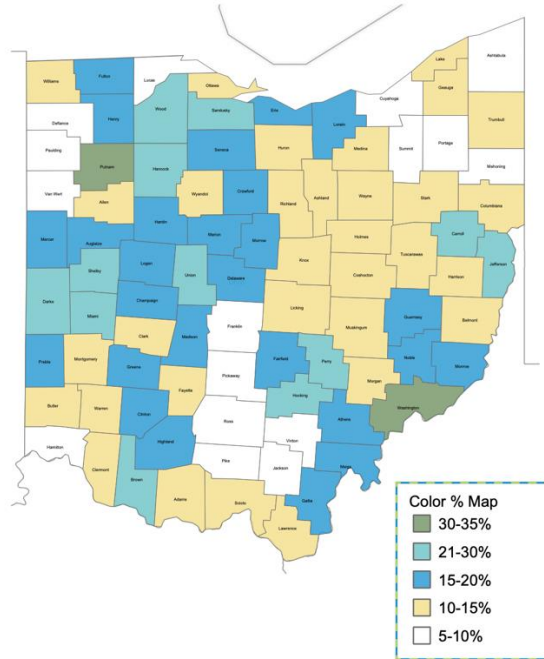 Ashtabula
Lake
Williams
Fulton
Lucas
Ottawa
Geauga
Cuyahoga
Wood
Sandusky
Erie
Lorain
Trumbull
Henry
Defiance
Portage
Summit
Medina
Huron
Seneca
Paulding
Putnam
Hancock
Mahoning
Van Wert
Allen
Wyandot
Crawford
Richland
Ashland
Wayne
Stark
Columbiana
Hardin
Marion
Morrow
Mercer
Auglaize
Carroll
Holmes
Tuscarawas
Jefferson
Logan
Shelby
Union
Knox
Coshocton
Harrison
Delaware
Darke
Champaign
Miami
Licking
Guernsey
Belmont
Franklin
Muskingum
Clark
Madison
Preble
Montgomery
Greene
Fairfield
Perry
Noble
Monroe
Pickaway
Fayette
Morgan
Butler
Warren
Clinton
Hocking
Washington
Ross
Athens
Hamilton
Highland
Vinton
Clermont
Pike
Jackson
Meigs
Brown
Adams
Gallia
Scioto
Lawrence
Color % Map
30-35%
21-30%
15-20%
10-15%
5-10%